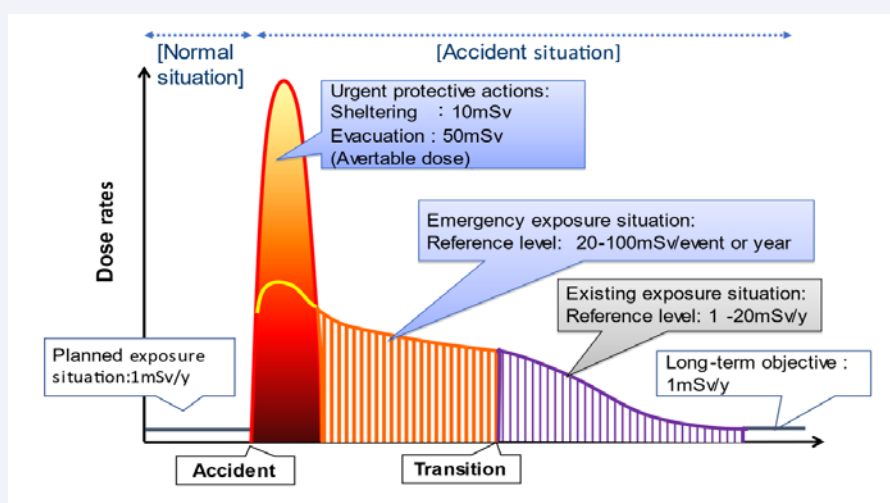 [Normal situation]
[Accident situation]
Urgent protective actions:
Sheltering : 10mSv
Evacuation : 50mSv
(Avertable dose)
Dose rates
Emergency exposure situation:
Reference level: 20-100mSv/event or year
Existing exposure situation:
Reference level: 1 -20mSv/y
Planned exposure
situation:1mSv/y
Long-term objective :
1mSv/y
Accident
Transition